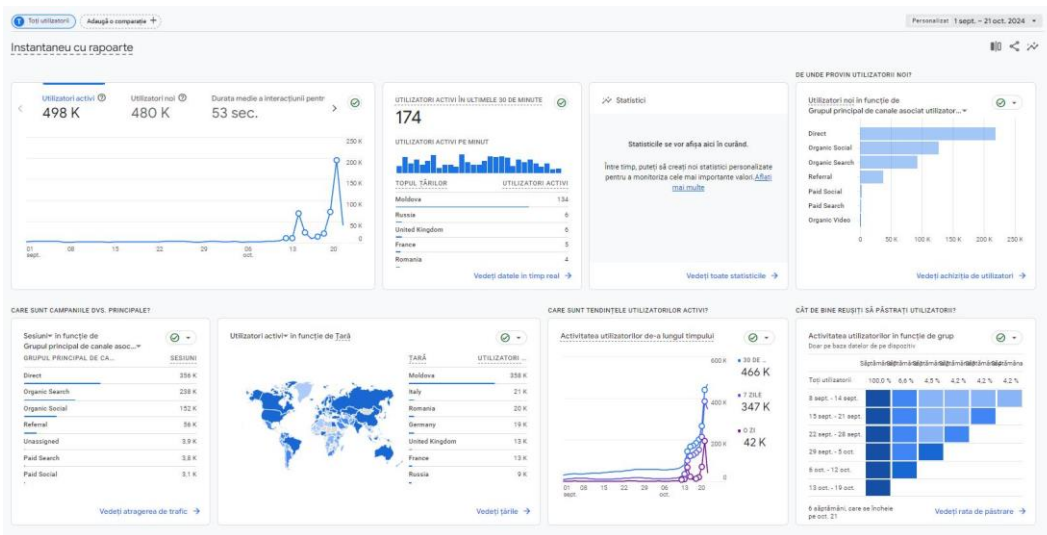 T Toți utilizatorii
Adaugă o comparație +
Personalizat 1 sept. – 21 oct. 2024
Instantaneu cu rapoarte
DE UNDE PROVIN UTILIZATORII NOI?
Utilizatori activi
498 K
Utilizatori noi
480 K
Durata medie a interacțiunii pentr
53 sec.
250 K
200 K
150 K
100 K
50 K
0
01 sept.
08
15
22
29
06 oct.
13
20
UTILIZATORI ACTIVI ÎN ULTIMELE 30 DE MINUTE
174
UTILIZATORI ACTIVI PE MINUT
TOPUL ȚĂRILOR UTILIZATORI ACTIVI
Moldova 134
Russia 6
United Kingdom 6
France 5
Romania 4
Vedeți datele în timp real →
Statistici
Statisticile se vor afișa aici în curând.
Între timp, puteți să creați noi statistici personalizate
pentru a monitoriza cele mai importante valori. Aflați
mai multe
Vedeți toate statisticile →
Utilizatori noi în funcție de
Grupul principal de canale asociat utilizator...
Direct
Organic Social
Organic Search
Referral
Paid Social
Paid Search
Organic Video
0 50 K 100 K 150 K 200 K 250 K
Vedeți achiziția de utilizatori →
CARE SUNT CAMPANIILE DVS. PRINCIPALE?
Sesiuni în funcție de
Grupul principal de canale asoc...
GRUPUL PRINCIPAL DE CA... SESIUNI
Direct 356 K
Organic Search 238 K
Organic Social 152 K
Referral 56 K
Unassigned 3,9 K
Paid Search 3,8 K
Paid Social 3,1 K
Vedeți atragerea de trafic →
Utilizatori activi în funcție de Țară
ȚARĂ UTILIZATORI ...
Moldova 358 K
Italy 21 K
Romania 20 K
Germany 19 K
United Kingdom 13 K
France 13 K
Russia 9 K
Vedeți țările →
CARE SUNT TENDINȚELE UTILIZATORILOR ACTIVI?
Activitatea utilizatorilor de-a lungul timpului
600 K
400 K
200 K
0
01 sept.
08
15
22
29
06 oct.
13
20
30 DE ...
466 K
7 ZILE
347 K
O ZI
42 K
CÂT DE BINE REUȘIȚI SĂ PĂSTRAȚI UTILIZATORII?
Activitatea utilizatorilor în funcție de grup
Doar pe baza datelor de pe dispozitiv
Toți utilizatorii 100,0 % 6,6 % 4,5 % 4,2 % 4,2 % 4,2 %
8 sept. - 14 sept.
15 sept. - 21 sept.
22 sept. - 28 sept.
29 sept. - 5 oct.
6 oct. - 12 oct.
13 oct. - 19 oct.
6 săptămâni, care se încheie
pe oct. 21
Vedeți rata de păstrare →